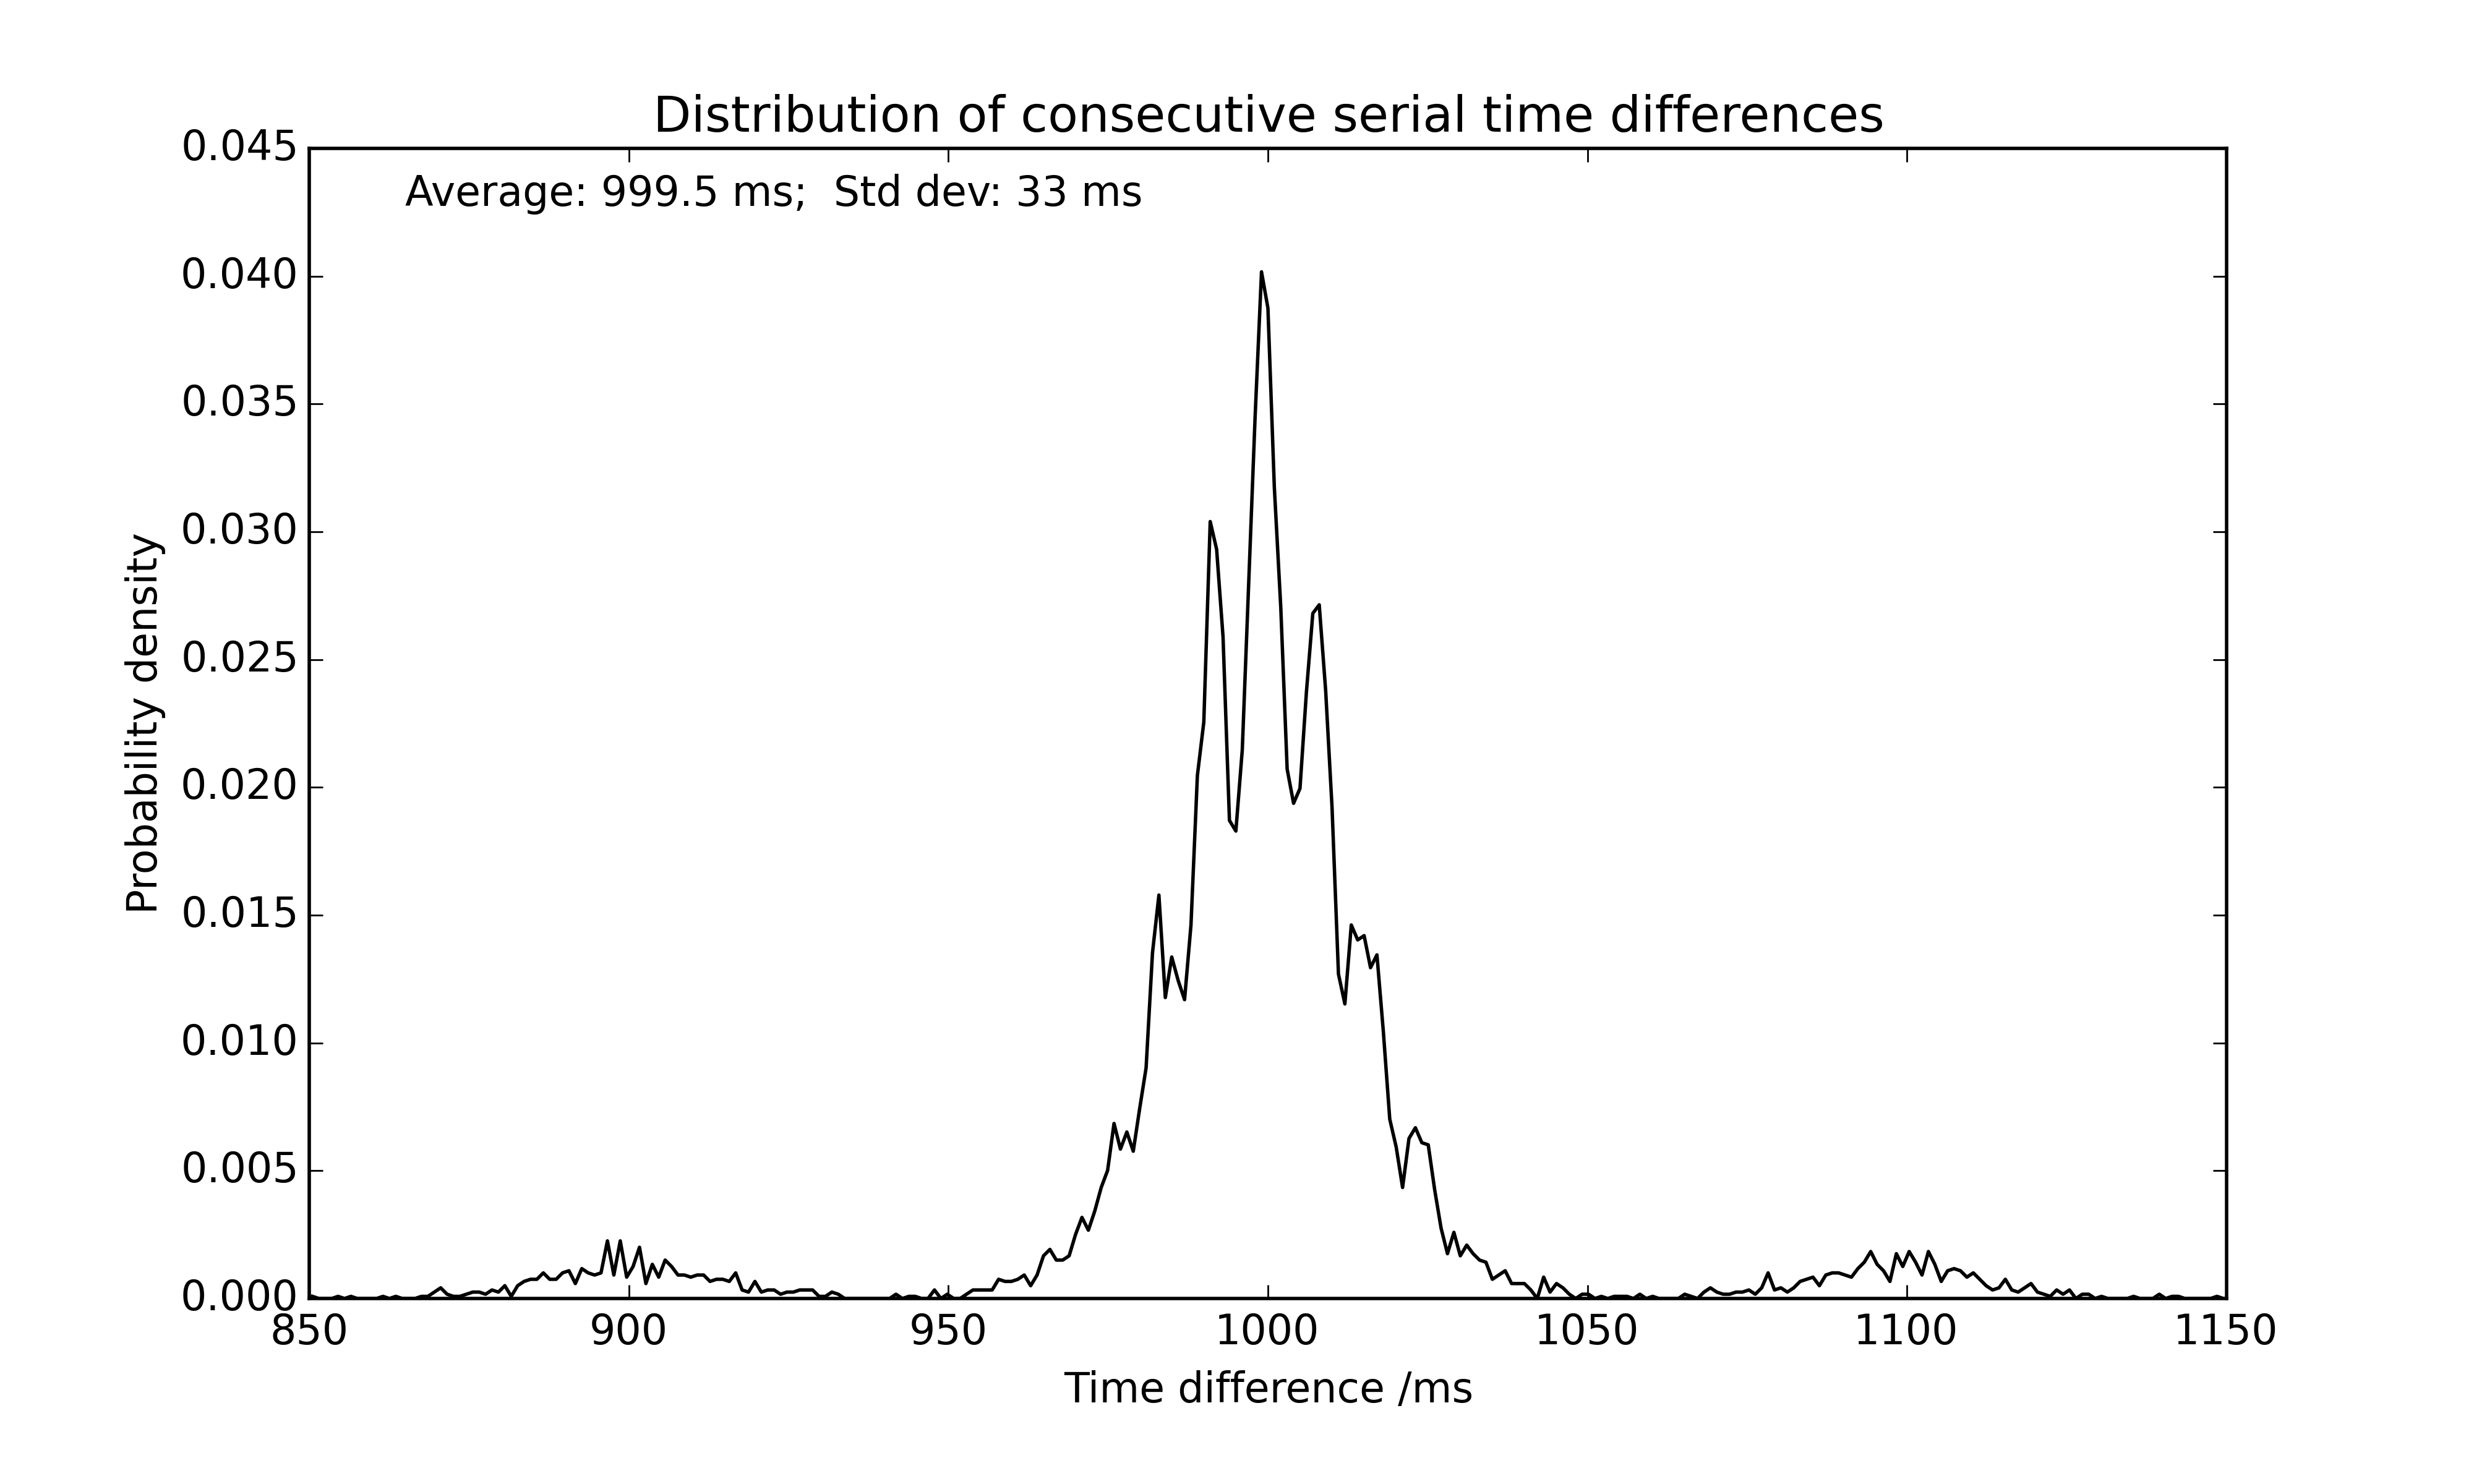 Distribution of consecutive serial time differences
Average: 999.5 ms;  Std dev: 33 ms
0.045
0.040
0.035
0.030
0.025
0.020
0.015
0.010
0.005
0.000
Probability density
850 900 950 1000 1050 1100 1150
Time difference /ms